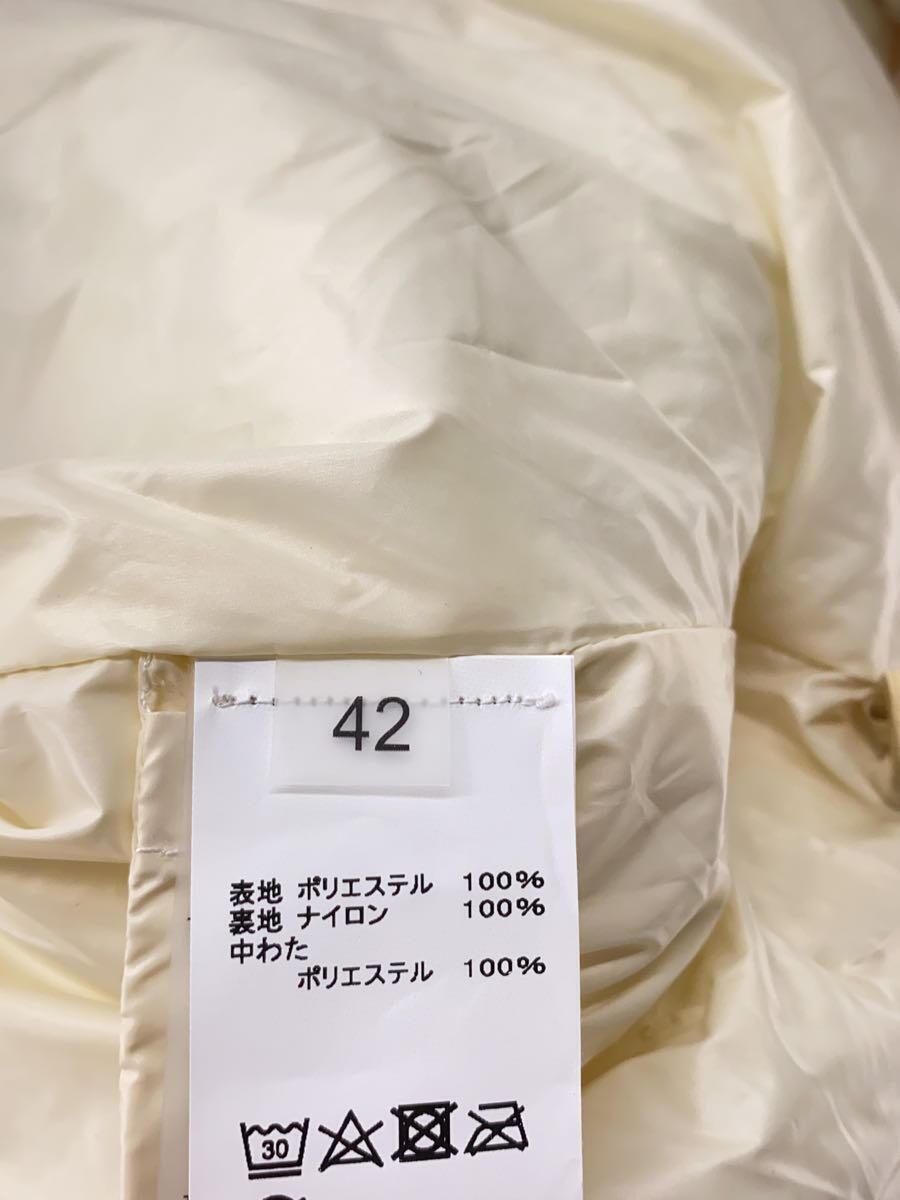 42
表地 ポリエステル 100%
裏地 ナイロン 100%
中わた
ポリエステル 100%
30